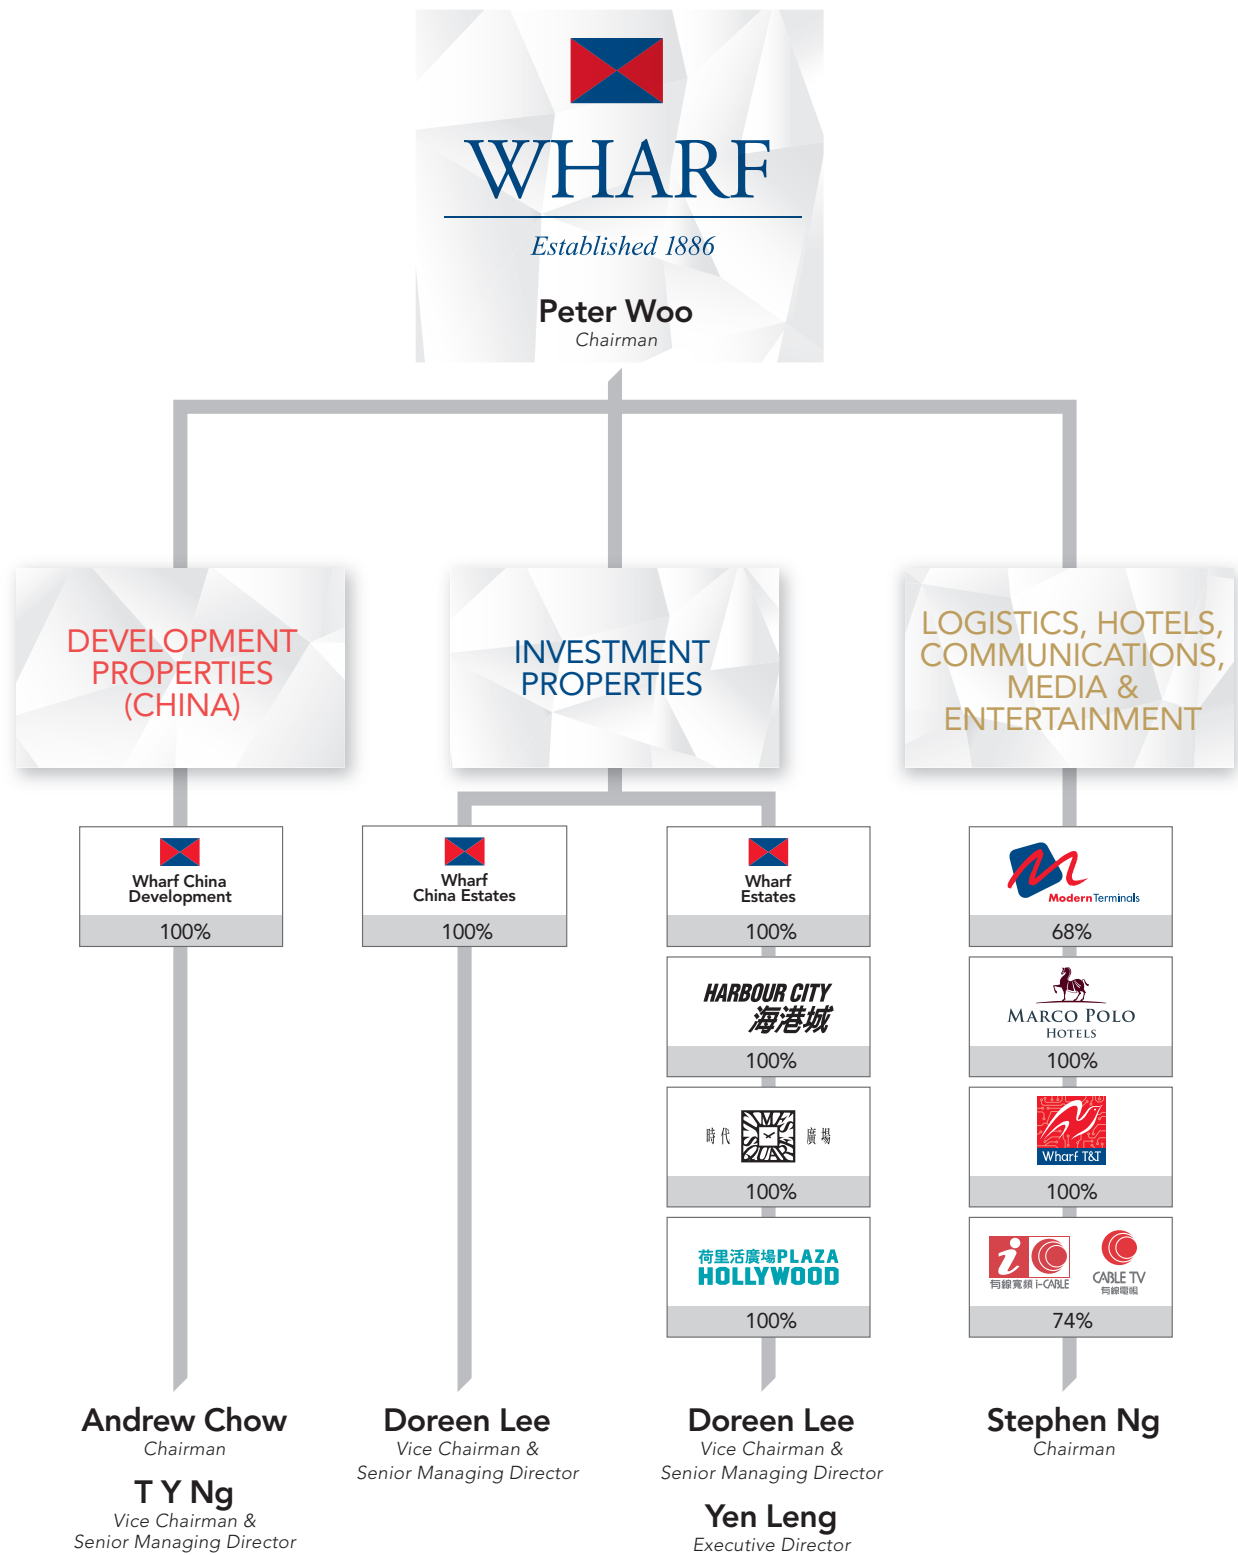 WHARF
Established 1886
Peter Woo
Chairman
DEVELOPMENT
PROPERTIES
(CHINA)
INVESTMENT
PROPERTIES
LOGISTICS, HOTELS,
COMMUNICATIONS,
MEDIA &
ENTERTAINMENT
Wharf China
Development
100%
Wharf
China Estates
100%
Wharf
Estates
100%
HARBOUR CITY
海港城
100%
時代 TIMES SQUARE 廣場
100%
荷里活廣場PLAZA
HOLLYWOOD
100%
Modern Terminals
68%
MARCO POLO
HOTELS
100%
Wharf T&T
100%
i
有線寬頻 i-CABLE
CABLE TV
有線電視
74%
Andrew Chow
Chairman
T Y Ng
Vice Chairman &
Senior Managing Director
Doreen Lee
Vice Chairman &
Senior Managing Director
Doreen Lee
Vice Chairman &
Senior Managing Director
Yen Leng
Executive Director
Stephen Ng
Chairman